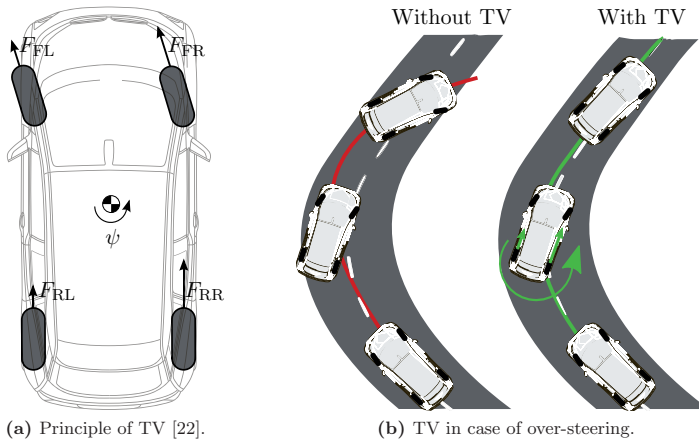 Without TV
With TV
F_FL
F_FR
ψ
F_RL
F_RR
(a) Principle of TV [22].
(b) TV in case of over-steering.